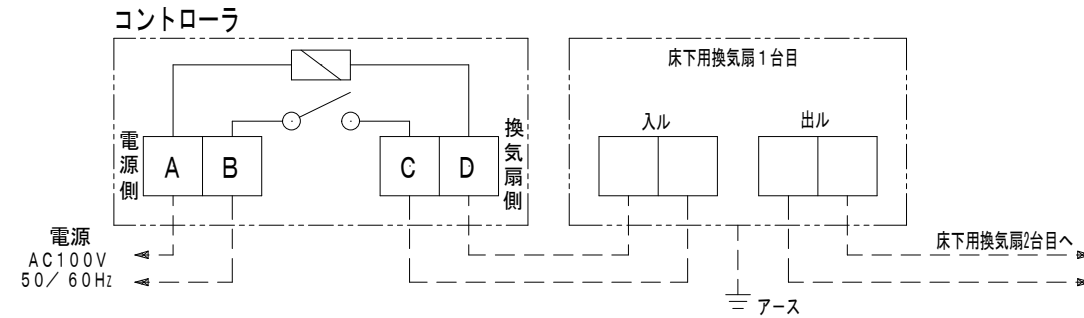 コントローラ
床下用換気扇1台目
入ル
出ル
電源側
A
B
C
D
換気扇側
電源
AC100V
50/60Hz
床下用換気扇2台目へ
アース